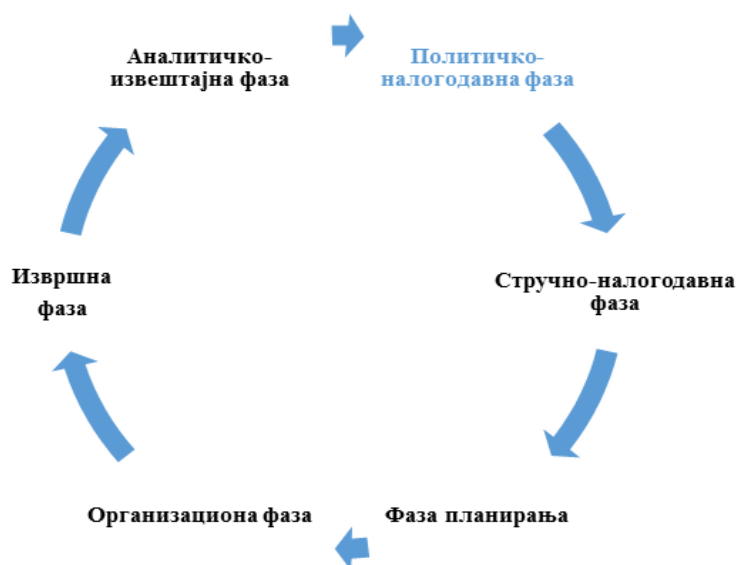 Аналитичко-
извештајна фаза
Политичко-
налогодавна фаза
Извршна
фаза
Стручно-налогодавна
фаза
Организациона фаза
Фаза планирања